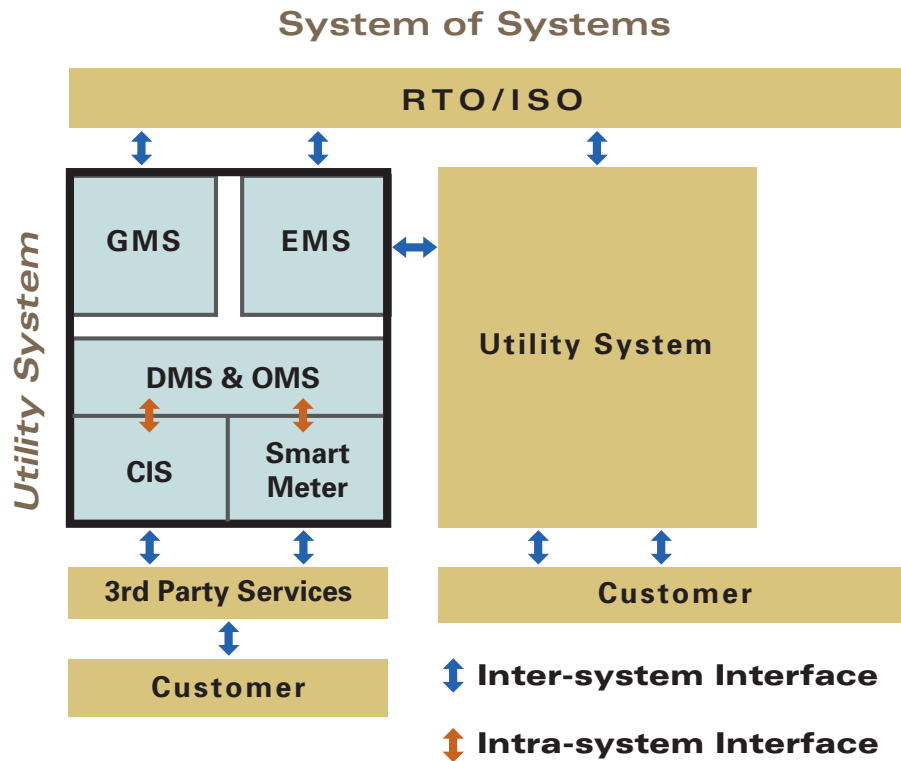 System of Systems
RTO/ISO
Utility System
GMS
EMS
DMS & OMS
CIS
Smart
Meter
Utility System
3rd Party Services
Customer
Customer
Inter-system Interface
Intra-system Interface